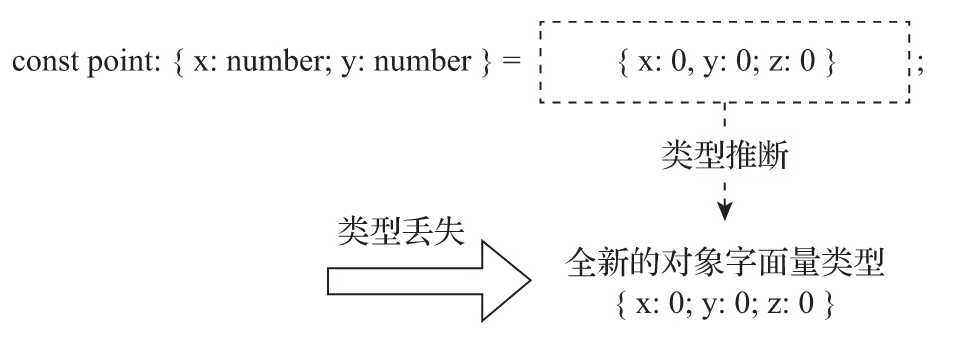 const point: { x: number; y: number } = { x: 0, y: 0; z: 0 } ;
类型推断
类型丢失
全新的对象字面量类型
{ x: 0; y: 0; z: 0 }